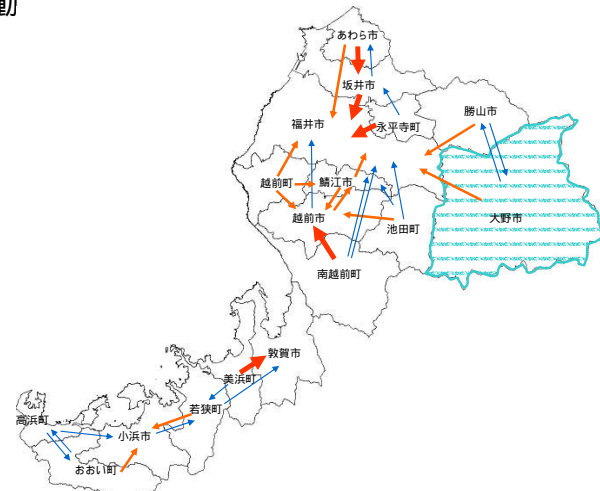 動
あわら市
坂井市
勝山市
福井市
永平寺町
越前町
鯖江市
越前市
大野市
池田町
南越前町
敦賀市
美浜町
若狭町
高浜町
小浜市
おおい町